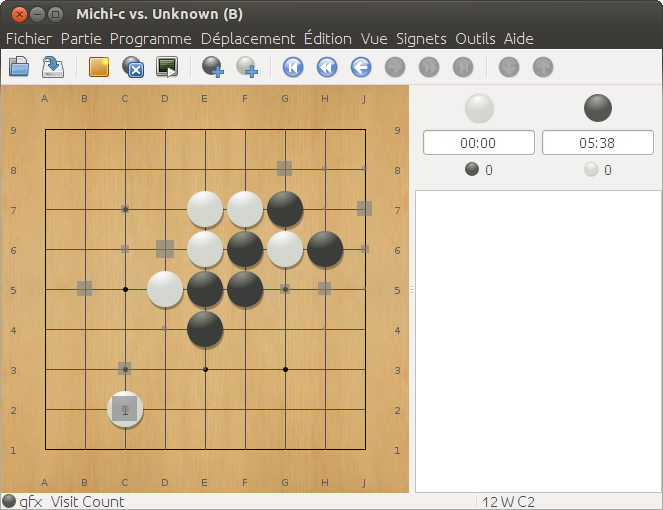 Michi-c vs. Unknown (B)
Fichier Partie Programme Déplacement Édition Vue Signets Outils Aide
A B C D E F G H J
9 9
8 8
7 7
6 6
5 5
4 4
3 3
2 2
1 1
A B C D E F G H J
00:00 05:38
0 0
gfx Visit Count 12 W C2